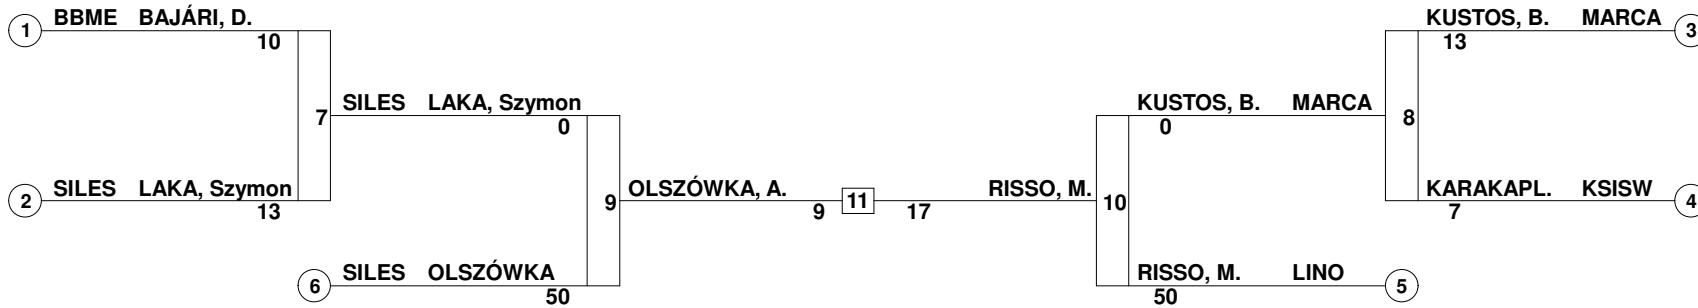 1 BBME BAJÁRI, D. KUSTOS, B. MARCA 3
10 13
SILES LAKA, Szymon KUSTOS, B. MARCA
7 0 0 8
2 SILES LAKA, Szymon OLSZÓWKA, A. 11 RISSO, M. KARAKAPL. KSISW 4
13 9 9 17 10 7
6 SILES OLSZÓWKA RISSO, M. LINO 5
50 50